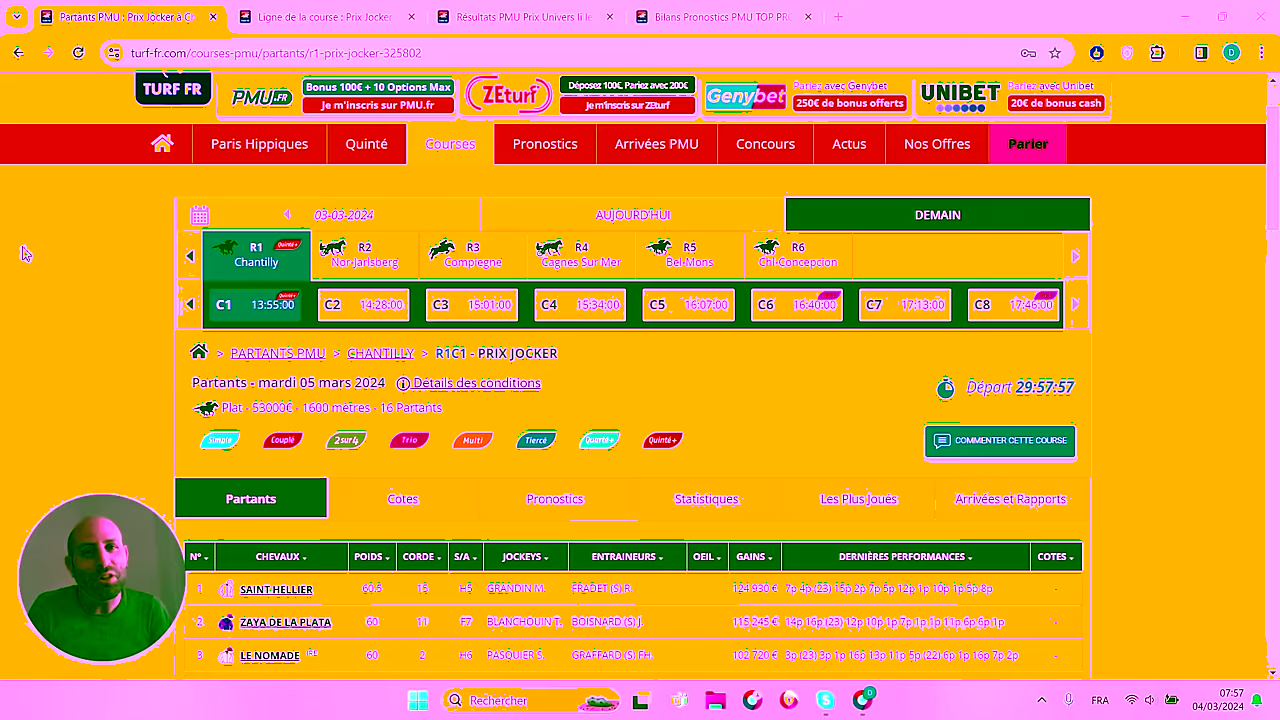 Partants PMU : Prix Jocker à Ch
Ligne de la course : Prix Jocker
Résultats PMU Prix Univers Ii le
Bilans Pronostics PMU TOP PRO
turf-fr.com/courses-pmu/partants/r1-prix-jocker-325802
D
TURF FR
PMU.FR
Bonus 100€ + 10 Options Max
Je m'inscris sur PMU.fr
ZEturf
Déposez 100€ Pariez avec 200€
Je m'inscris sur ZEturf
Genybet
Pariez avec Genybet
250€ de bonus offerts
UNIBET
Pariez avec Unibet
20€ de bonus cash
Paris Hippiques
Quinté
Courses
Pronostics
Arrivées PMU
Concours
Actus
Nos Offres
Parier
03-03-2024
AUJOURD'HUI
DEMAIN
R1 Quinté+
Chantilly
R2
Nor-Jarlsberg
R3
Compiegne
R4
Cagnes Sur Mer
R5
Bel-Mons
R6
Chl-Concepcion
C1 13:55:00 Quinté+
C2 14:28:00
C3 15:01:00
C4 15:34:00
C5 16:07:00
C6 16:40:00
C7 17:13:00
C8 17:46:00
> PARTANTS PMU > CHANTILLY > R1C1 - PRIX JOCKER
Partants - mardi 05 mars 2024 Détails des conditions
Départ 29:57:57
Plat - 53000€ - 1600 mètres - 16 Partants
Simple Couplé 2sur4 Trio Multi Tiercé Quarté+ Quinté+
COMMENTER CETTE COURSE
Partants
Cotes
Pronostics
Statistiques
Les Plus Joués
Arrivées et Rapports
N° CHEVAUX POIDS CORDE S/A JOCKEYS ENTRAINEURS OEIL GAINS DERNIÈRES PERFORMANCES COTES
1 SAINT HELLIER 60.5 15 H5 GRANDIN M. FRADET (S) R. 124 930 € 7p 4p (23) 15p 2p 7p 5p 12p 1p 10p 1p 5p 8p -
2 ZAYA DE LA PLATA 60 11 F7 BLANCHOUIN T. BOISNARD (S) J. 115 245 € 14p 16p (23) 12p 10p 1p 7p 1p 1p 11p 6p 6p 1p -
3 LE NOMADE IRE 60 2 H6 PASQUIER S. GRAFFARD (S) FH. 102 720 € 3p (23) 3p 1p 16p 13p 11p 5p (22) 6p 1p 16p 7p 2p -
Rechercher
0
FRA
07:57
04/03/2024